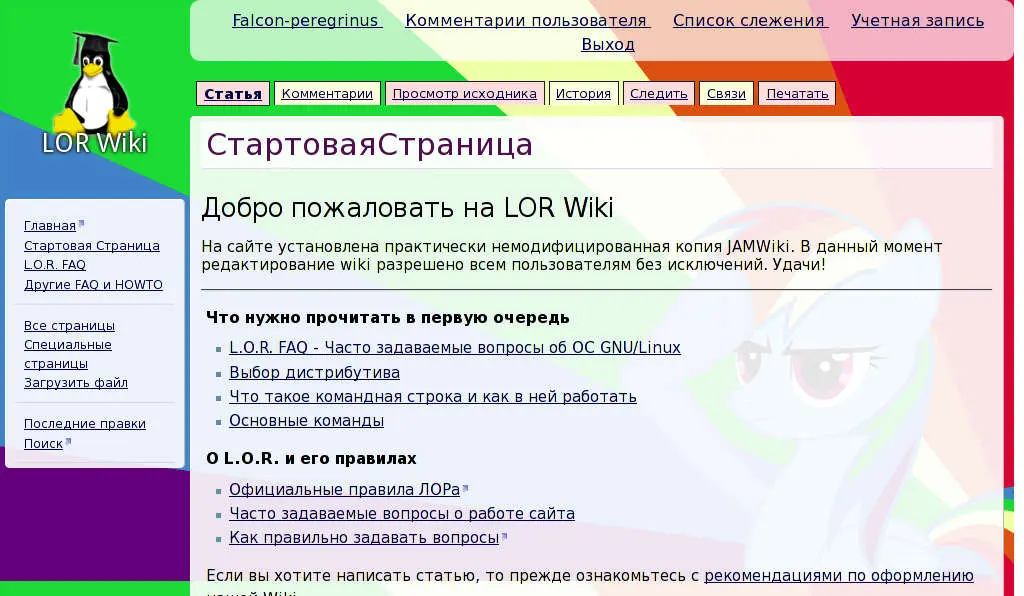 Falcon-peregrinus Комментарии пользователя Список слежения Учетная запись
Выход
LOR Wiki
Статья Комментарии Просмотр исходника История Следить Связи Печатать
СтартоваяСтраница
Главная
Стартовая Страница
L.O.R. FAQ
Другие FAQ и HOWTO
Все страницы
Специальные
страницы
Загрузить файл
Последние правки
Поиск
Добро пожаловать на LOR Wiki
На сайте установлена практически немодифицированная копия JAMWiki. В данный момент
редактирование wiki разрешено всем пользователям без исключений. Удачи!
Что нужно прочитать в первую очередь
L.O.R. FAQ - Часто задаваемые вопросы об ОС GNU/Linux
Выбор дистрибутива
Что такое командная строка и как в ней работать
Основные команды
О L.O.R. и его правилах
Официальные правила ЛОРа
Часто задаваемые вопросы о работе сайта
Как правильно задавать вопросы
Если вы хотите написать статью, то прежде ознакомьтесь с рекомендациями по оформлению
нашей Wiki.